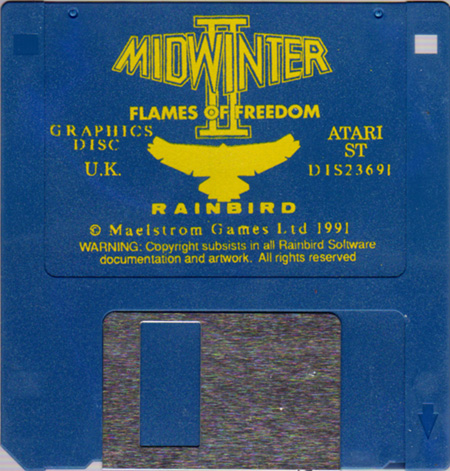 MIDWINTER
II
FLAMES OF FREEDOM
GRAPHICS
DISC
U.K.
ATARI
ST
DIS23691
RAINBIRD
© Maelstrom Games Ltd 1991
WARNING: Copyright subsists in all Rainbird Software
documentation and artwork. All rights reserved